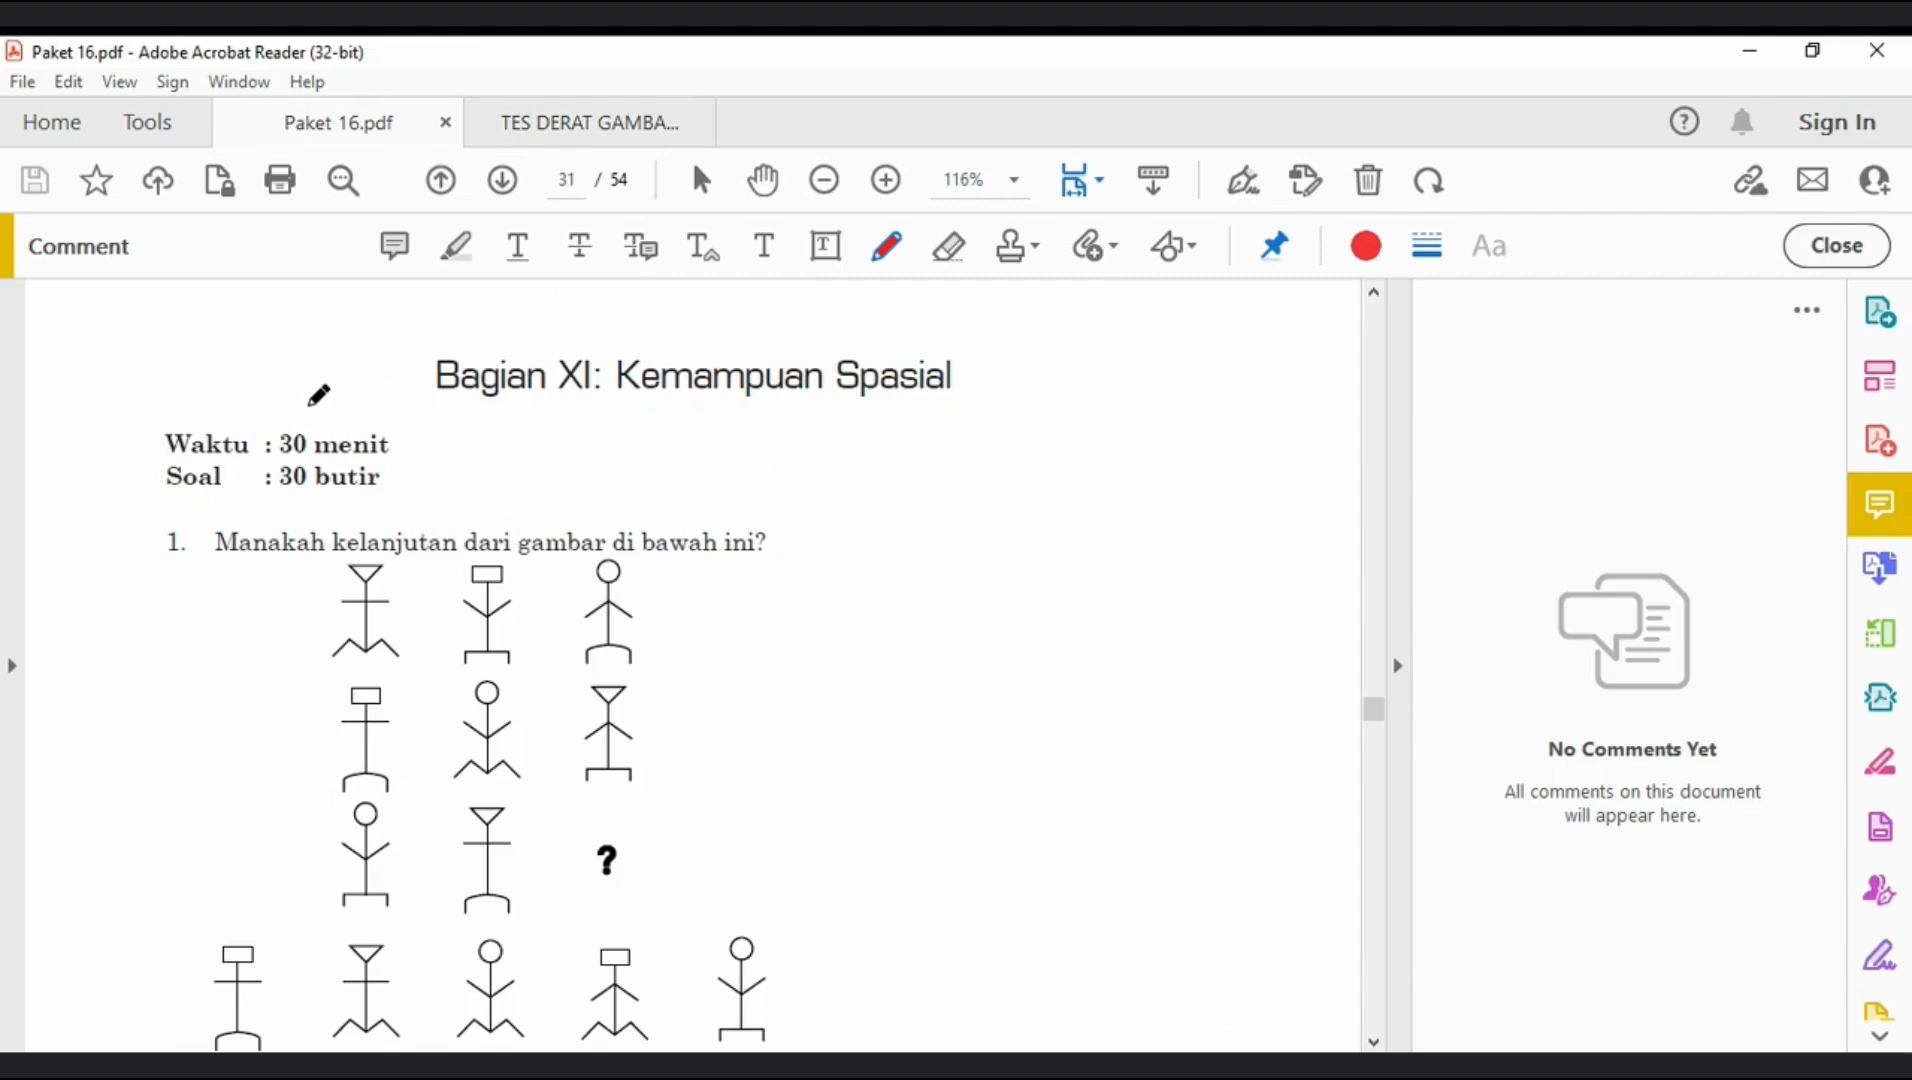 Paket 16.pdf - Adobe Acrobat Reader (32-bit)
File Edit View Sign Window Help
Home Tools Paket 16.pdf × TES DERAT GAMBA... Sign In
31 / 54 116%
Comment Aa Close
Bagian XI: Kemampuan Spasial
Waktu : 30 menit
Soal : 30 butir
1. Manakah kelanjutan dari gambar di bawah ini?
?
No Comments Yet
All comments on this document
will appear here.